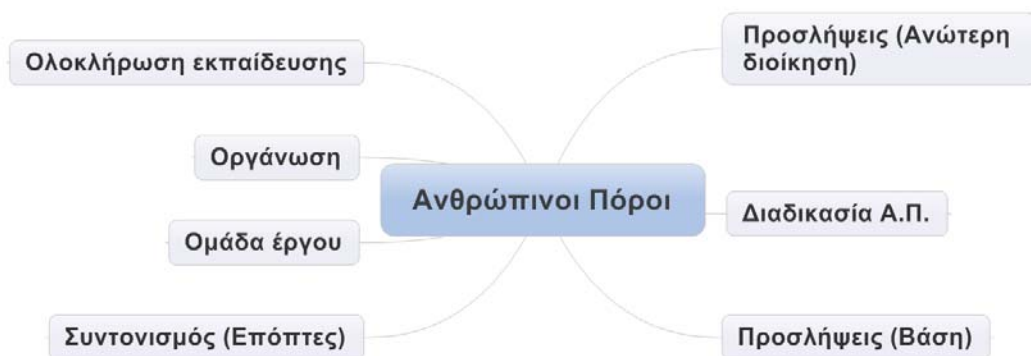 Προσλήψεις (Ανώτερη
διοίκηση)
Ολοκλήρωση εκπαίδευσης
Οργάνωση
Ανθρώπινοι Πόροι
Διαδικασία Α.Π.
Ομάδα έργου
Συντονισμός (Επόπτες)
Προσλήψεις (Βάση)